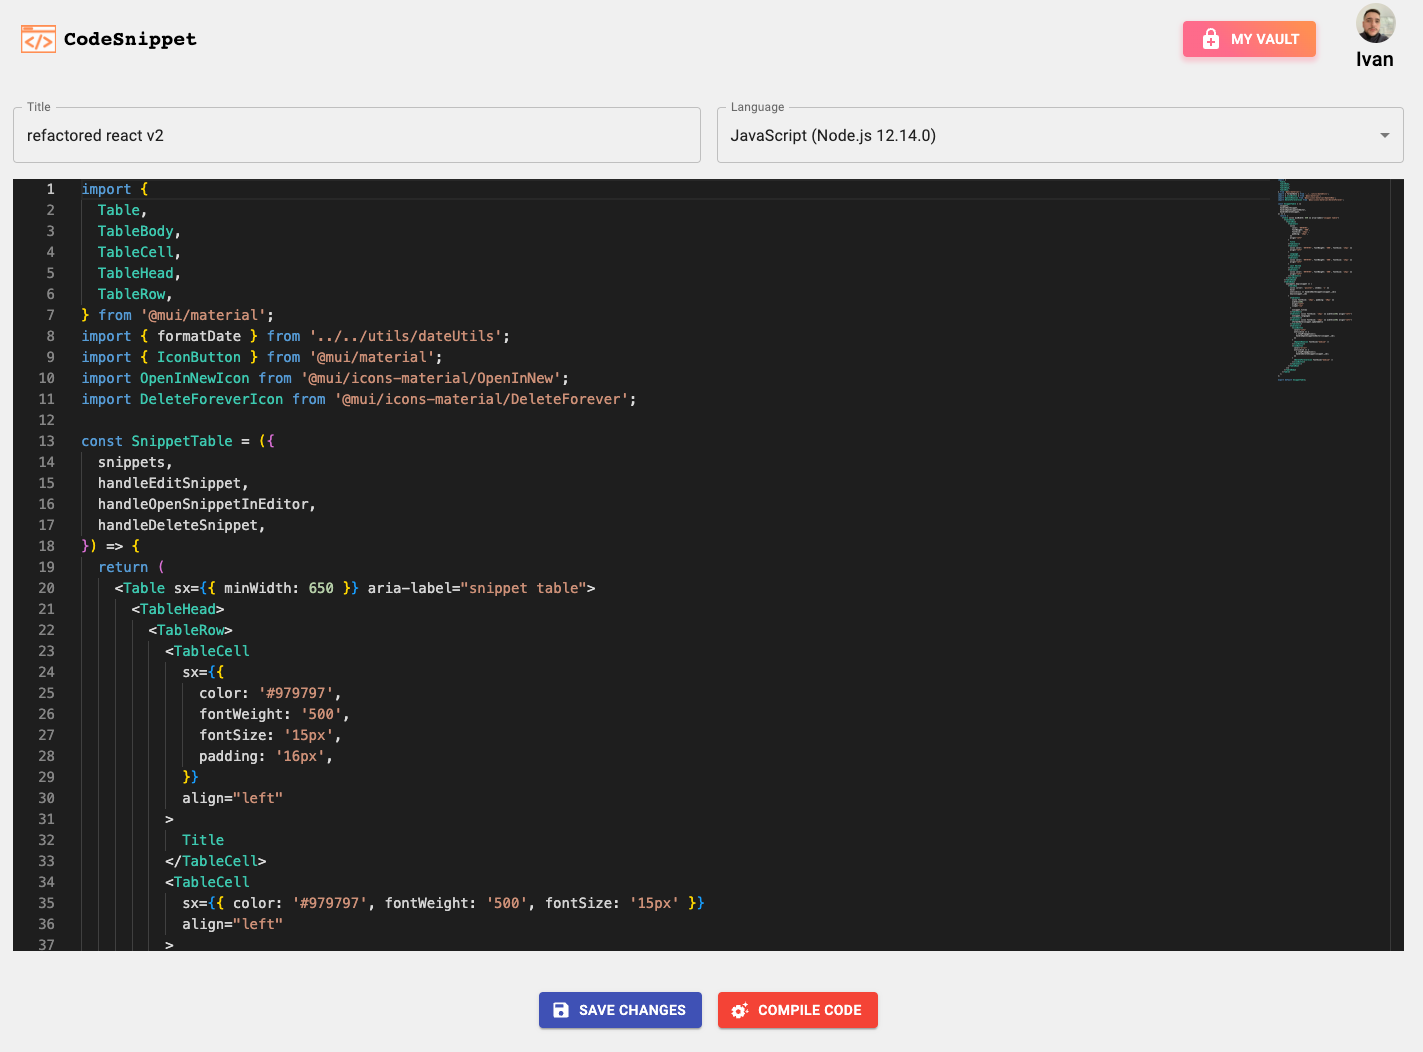 CodeSnippet
MY VAULT
Ivan
Title
refactored react v2
Language
JavaScript (Node.js 12.14.0)
1 import {
2   Table,
3   TableBody,
4   TableCell,
5   TableHead,
6   TableRow,
7 } from '@mui/material';
8 import { formatDate } from '../../utils/dateUtils';
9 import { IconButton } from '@mui/material';
10 import OpenInNewIcon from '@mui/icons-material/OpenInNew';
11 import DeleteForeverIcon from '@mui/icons-material/DeleteForever';
12
13 const SnippetTable = ({
14   snippets,
15   handleEditSnippet,
16   handleOpenSnippetInEditor,
17   handleDeleteSnippet,
18 }) => {
19   return (
20     <Table sx={{ minWidth: 650 }} aria-label="snippet table">
21       <TableHead>
22         <TableRow>
23           <TableCell
24             sx={{
25               color: '#979797',
26               fontWeight: '500',
27               fontSize: '15px',
28               padding: '16px',
29             }}
30             align="left"
31           >
32             Title
33           </TableCell>
34           <TableCell
35             sx={{ color: '#979797', fontWeight: '500', fontSize: '15px' }}
36             align="left"
37           >
SAVE CHANGES
COMPILE CODE